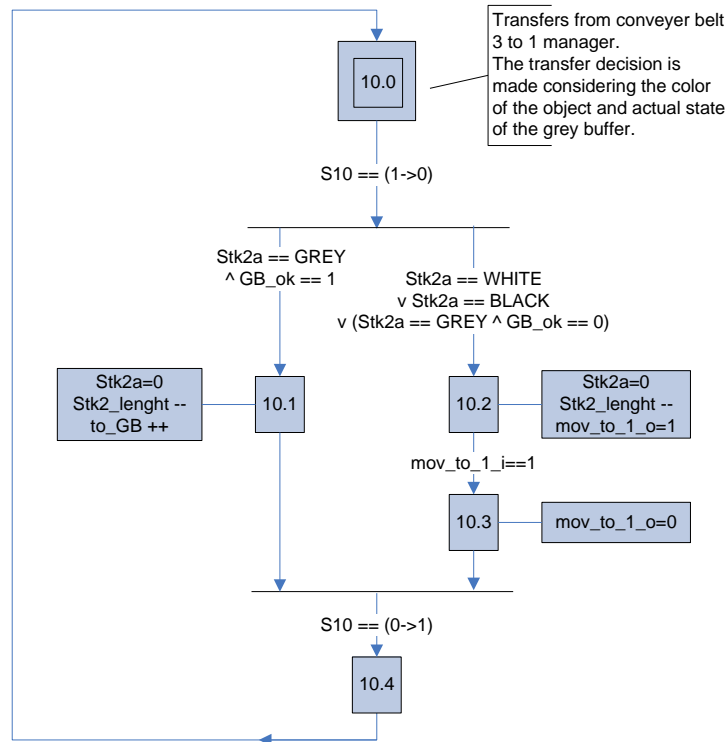 Transfers from conveyer belt
3 to 1 manager.
The transfer decision is
made considering the color
of the object and actual state
of the grey buffer.
10.0
S10 == (1->0)
Stk2a == GREY
^ GB_ok == 1
Stk2a == WHITE
v Stk2a == BLACK
v (Stk2a == GREY ^ GB_ok == 0)
Stk2a=0
Stk2_lenght --
to_GB ++
10.1
10.2
Stk2a=0
Stk2_lenght --
mov_to_1_o=1
mov_to_1_i==1
10.3
mov_to_1_o=0
S10 == (0->1)
10.4